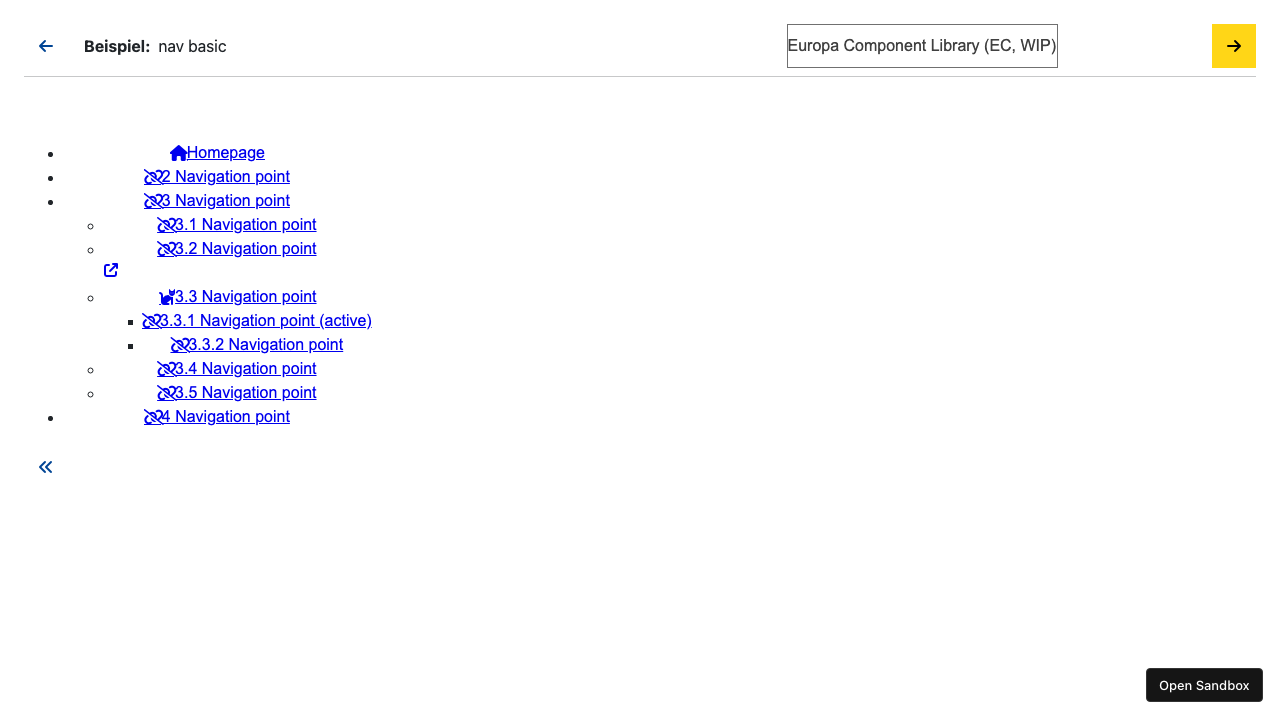 Beispiel: nav basic
Europa Component Library (EC, WIP)
Homepage
2 Navigation point
3 Navigation point
3.1 Navigation point
3.2 Navigation point
3.3 Navigation point
3.3.1 Navigation point (active)
3.3.2 Navigation point
3.4 Navigation point
3.5 Navigation point
4 Navigation point
Open Sandbox